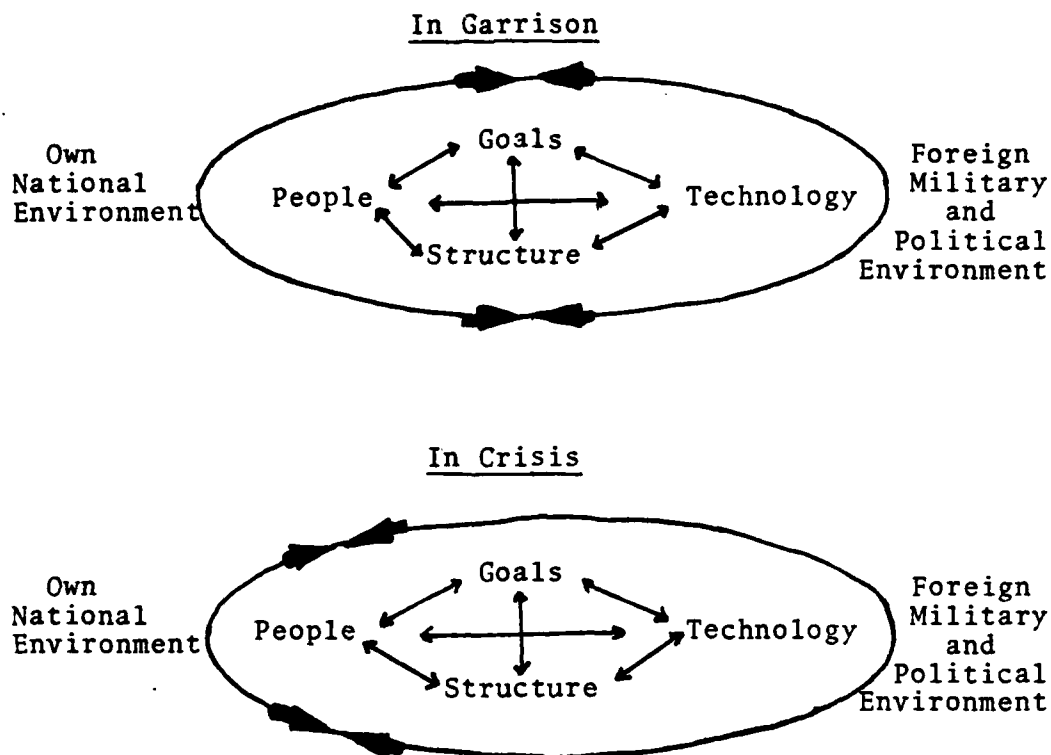 In Garrison
Own
National
Environment
Goals
People
Technology
Structure
Foreign
Military
and
Political
Environment
In Crisis
Own
National
Environment
Goals
People
Technology
Structure
Foreign
Military
and
Political
Environment